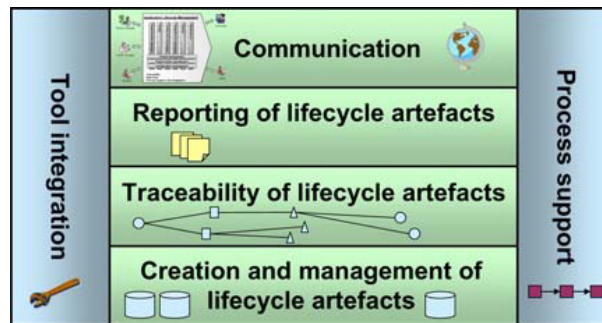 Communication
Reporting of lifecycle artefacts
Traceability of lifecycle artefacts
Creation and management of
lifecycle artefacts
Tool integration
Process support